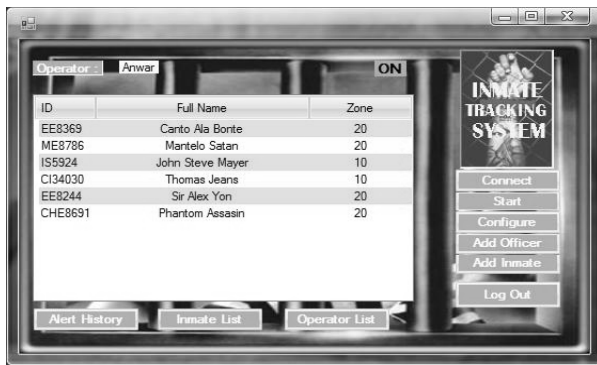 Operator : Anwar ON
ID Full Name Zone
EE8369 Canto Ala Bonte 20
ME8786 Mantelo Satan 20
IS5924 John Steve Mayer 10
CI34030 Thomas Jeans 10
EE8244 Sir Alex Yon 20
CHE8691 Phantom Assasin 20
Alert History Inmate List Operator List
INMATE
TRACKING
SYSTEM
Connect
Start
Configure
Add Officer
Add Inmate
Log Out